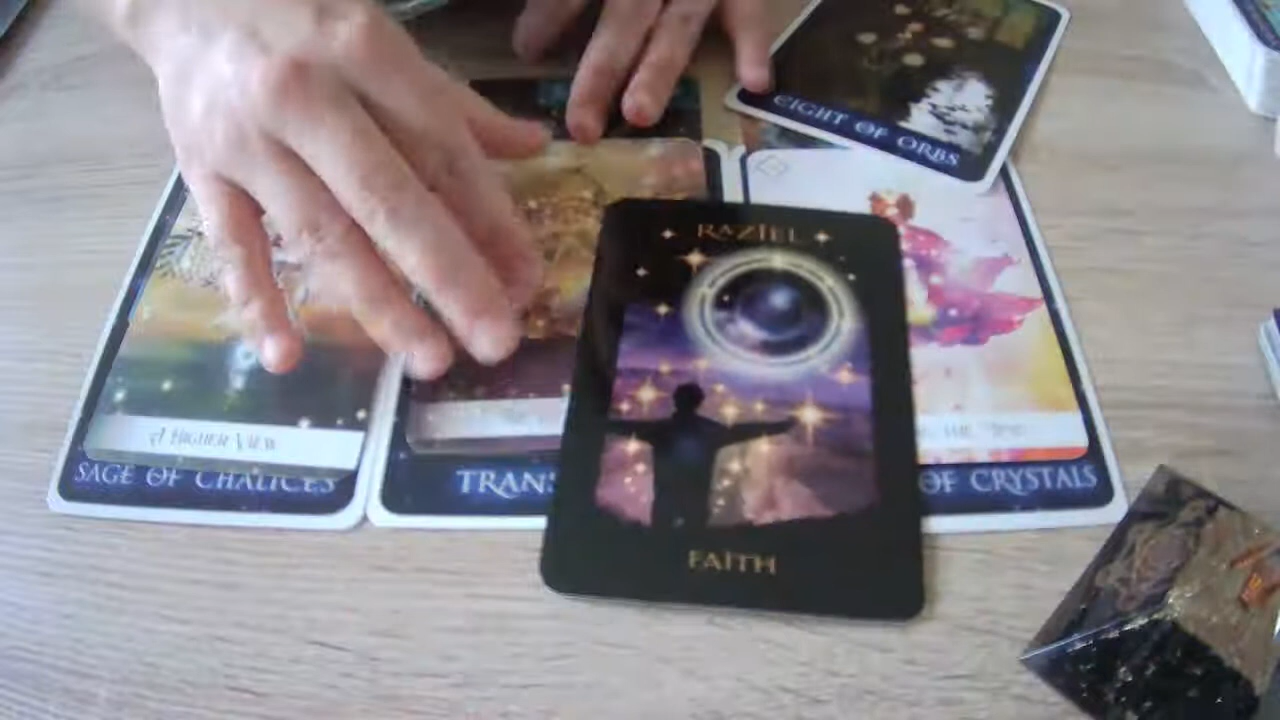 EIGHT OF ORBS
RAZIEL
A HIGHER VIEW
SAGE OF CHALICES
TRANS
OF CRYSTALS
FAITH